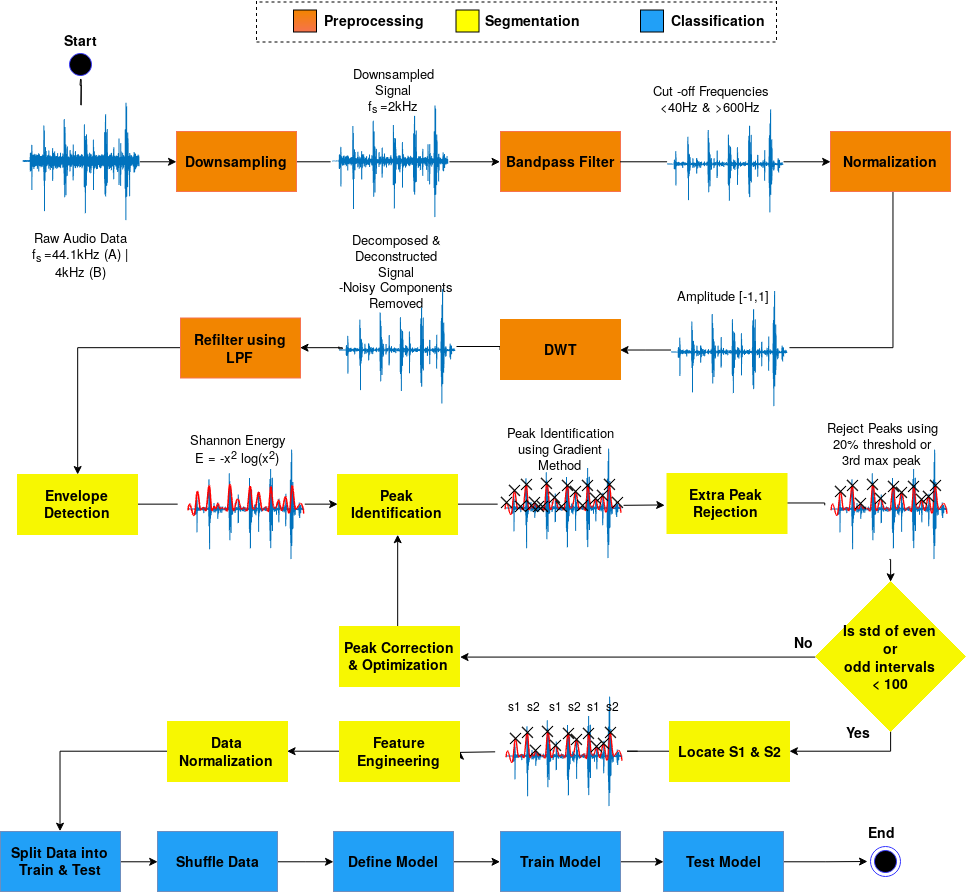 Preprocessing
Segmentation
Classification
Start
Downsampled
Signal
fs =2kHz
Cut -off Frequencies
<40Hz & >600Hz
Downsampling
Bandpass Filter
Normalization
Raw Audio Data
fs =44.1kHz (A) |
4kHz (B)
Decomposed &
Deconstructed
Signal
-Noisy Components
Removed
Amplitude [-1,1]
Refilter using
LPF
DWT
Shannon Energy
E = -x2 log(x2)
Peak Identification
using Gradient
Method
Reject Peaks using
20% threshold or
3rd max peak
Envelope
Detection
Peak
Identification
Extra Peak
Rejection
Is std of even
or
odd intervals
< 100
No
Peak Correction
& Optimization
Yes
s1 s2 s1 s2 s1 s2
Data
Normalization
Feature
Engineering
Locate S1 & S2
End
Split Data into
Train & Test
Shuffle Data
Define Model
Train Model
Test Model